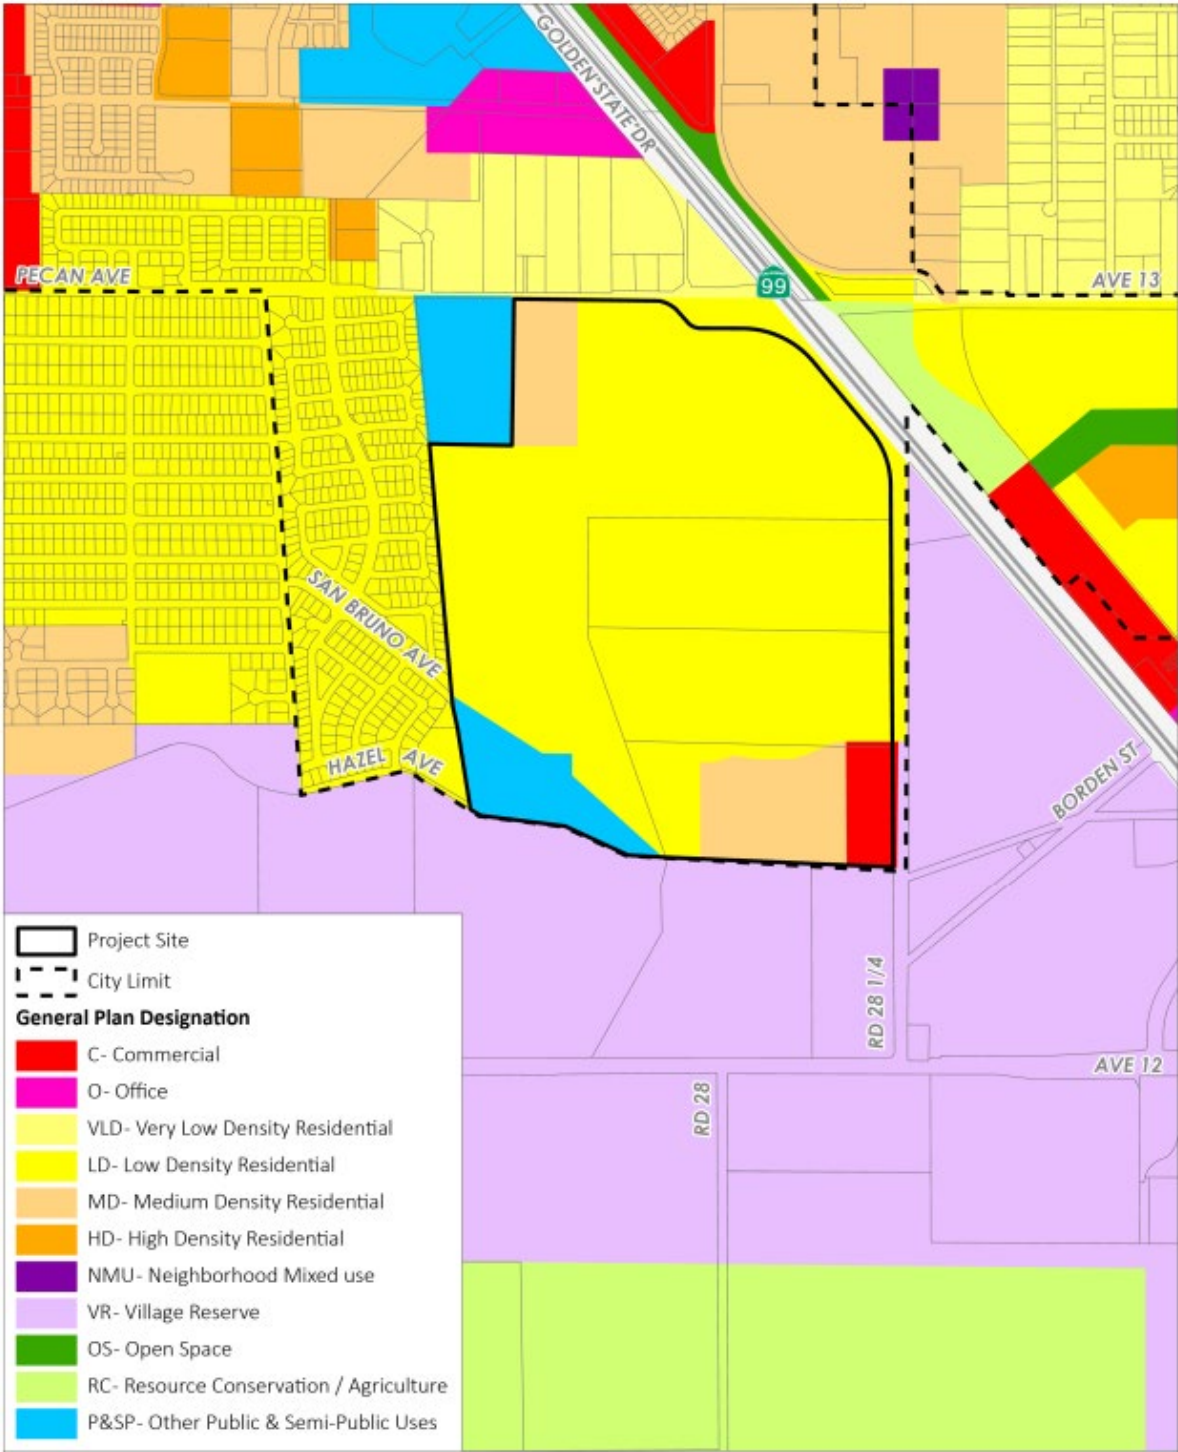 GOLDEN STATE DR
PECAN AVE
99
AVE 13
SAN BRUNO AVE
HAZEL AVE
BORDEN ST
RD 28 1/4
AVE 12
RD 28
Project Site
City Limit
General Plan Designation
C- Commercial
O- Office
VLD- Very Low Density Residential
LD- Low Density Residential
MD- Medium Density Residential
HD- High Density Residential
NMU- Neighborhood Mixed use
VR- Village Reserve
OS- Open Space
RC- Resource Conservation / Agriculture
P&SP- Other Public & Semi-Public Uses